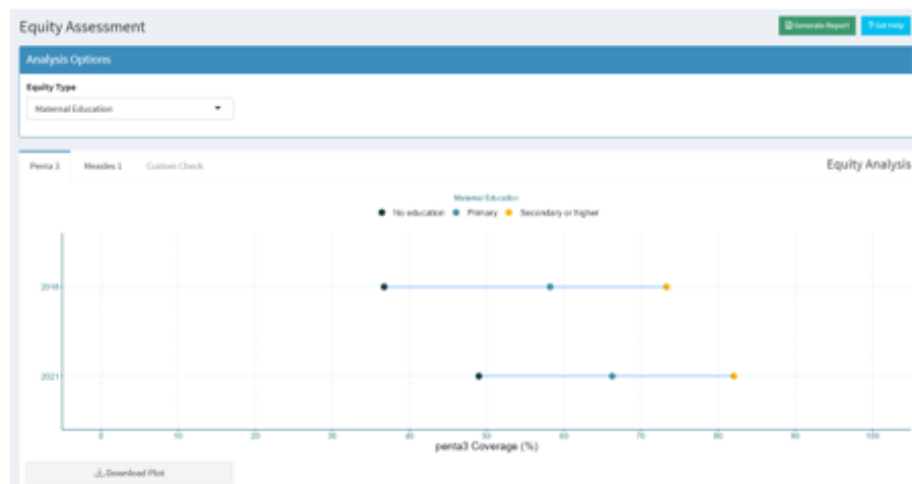 Equity Assessment
Generate Report
? Get Help
Analysis Options
Equity Type
Maternal Education
Penta 3
Measles 1
Custom Check
Equity Analysis
Maternal Education
No education
Primary
Secondary or higher
2016
2021
0 10 20 30 40 50 60 70 80 90 100
penta3 Coverage (%)
Download Plot